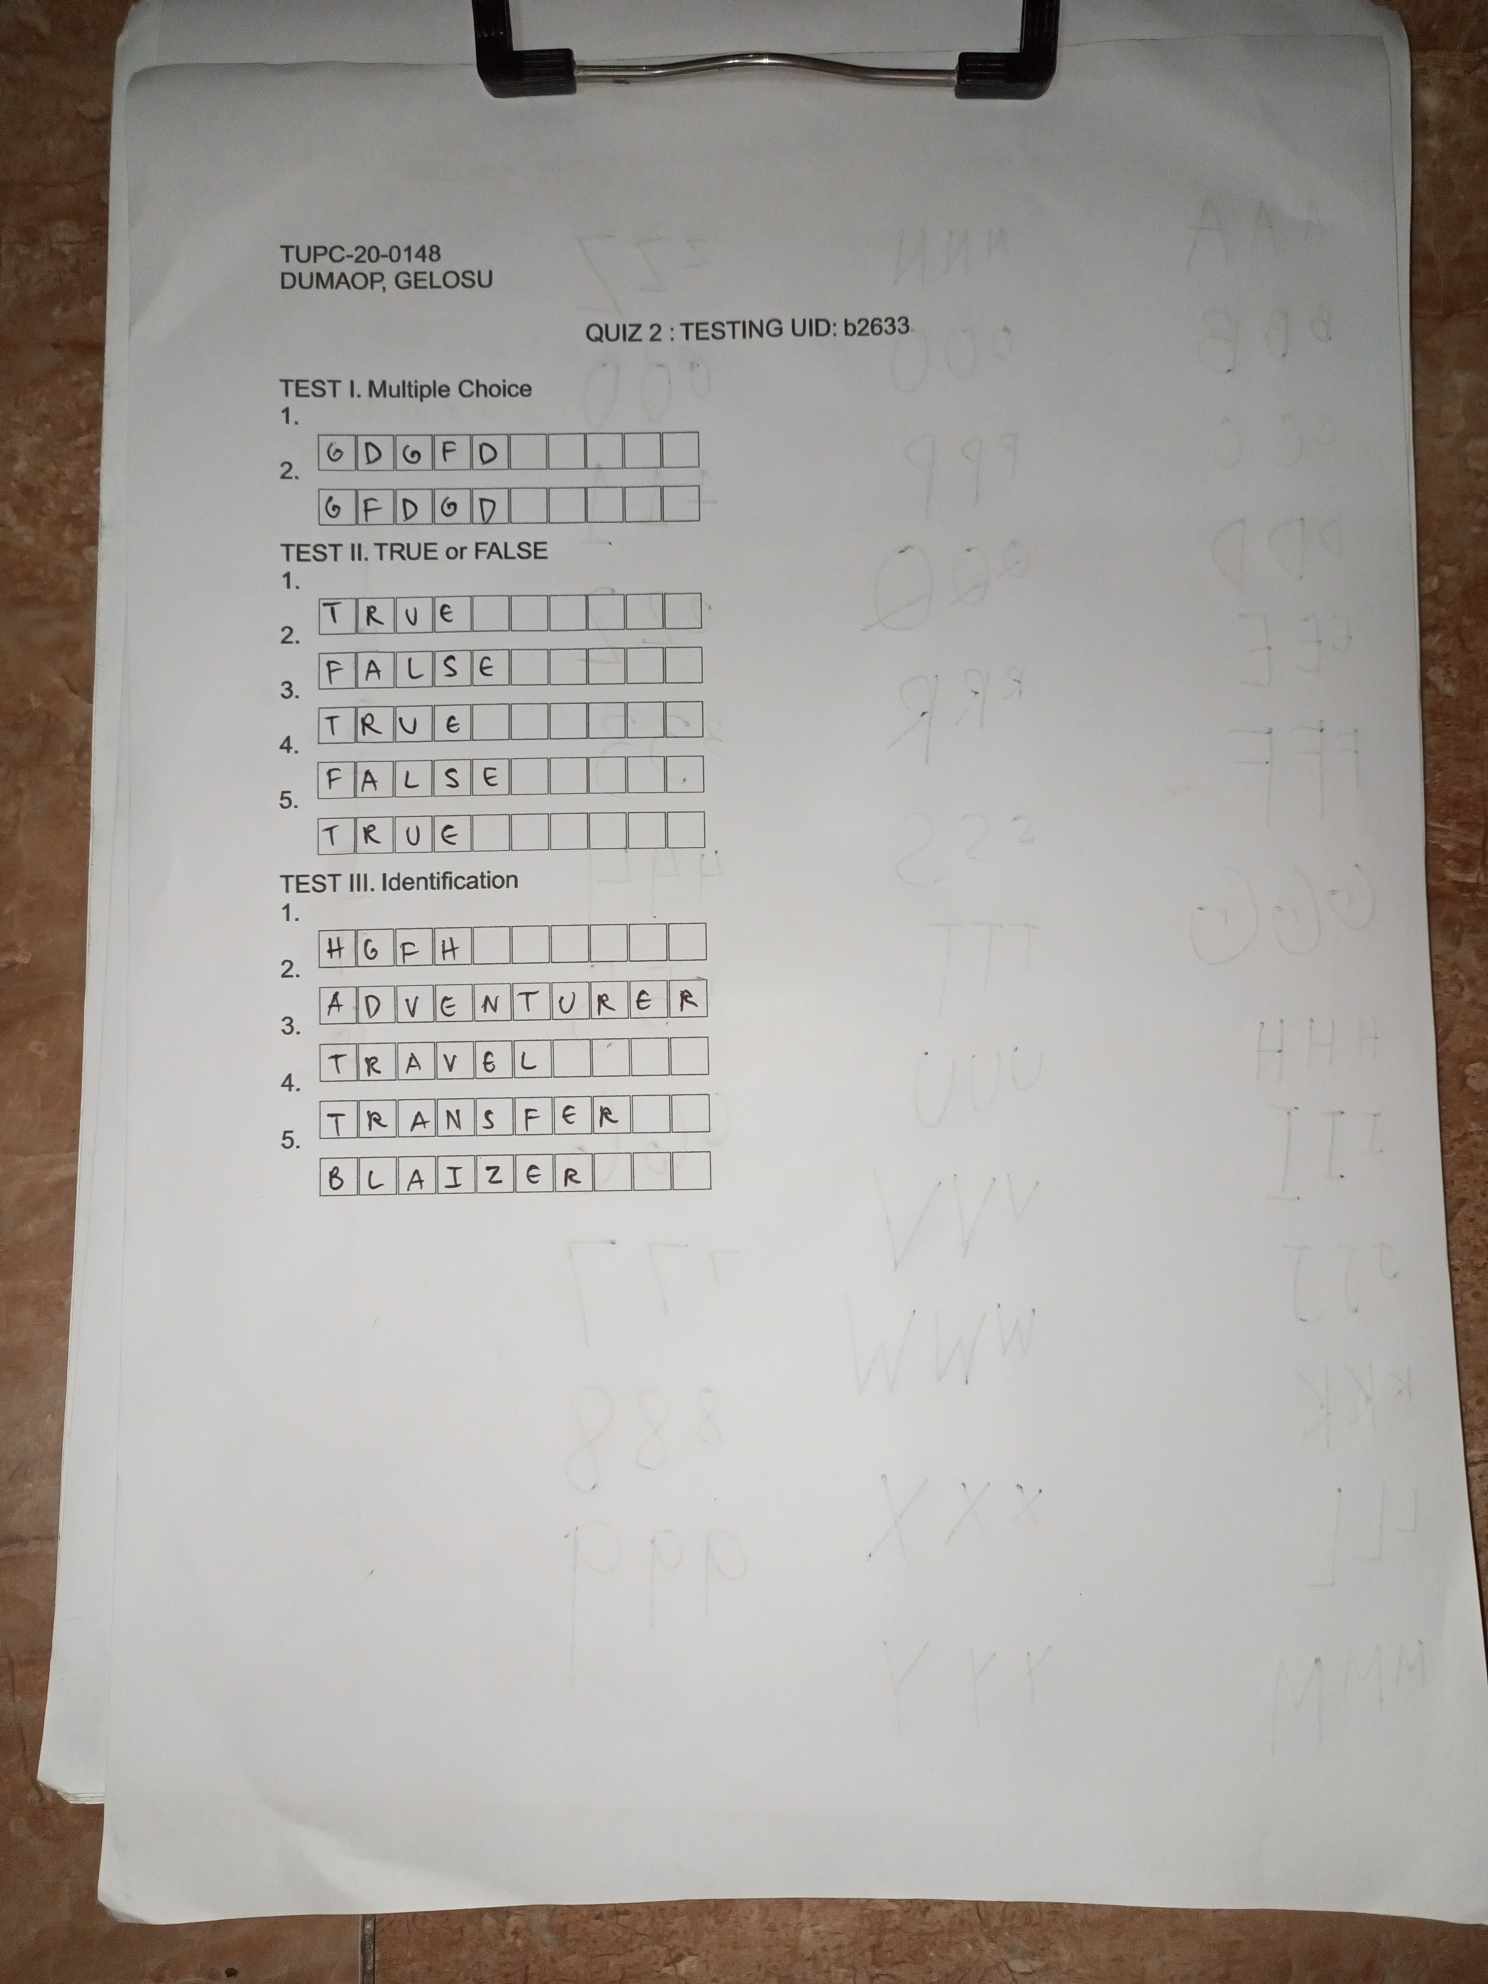 TUPC-20-0148
DUMAOP, GELOSU
QUIZ 2 : TESTING UID: b2633
TEST I. Multiple Choice
1.
GDGFD
2.
GFDGD
TEST II. TRUE or FALSE
1.
TRUE
2.
FALSE
3.
TRUE
4.
FALSE
5.
TRUE
TEST III. Identification
1.
HGFH
2.
ADVENTURER
3.
TRAVEL
4.
TRANSFER
5.
BLAIZER